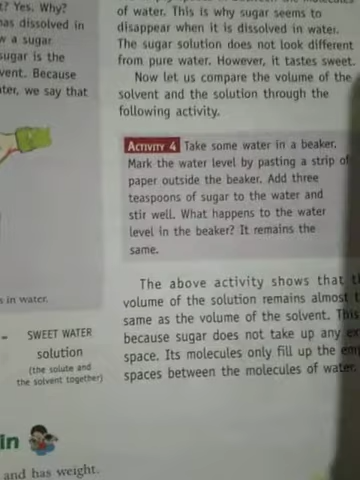 t? Yes. Why?
as dissolved in
w a sugar
sugar is the
vent. Because
ter, we say that
s in water.
SWEET WATER
solution
(the solute and
the solvent together)
in
and has weight.
of water. This is why sugar seems to
disappear when it is dissolved in water.
The sugar solution does not look different
from pure water. However, it tastes sweet.
Now let us compare the volume of the
solvent and the solution through the
following activity.
ACTIVITY 4 Take some water in a beaker.
Mark the water level by pasting a strip of
paper outside the beaker. Add three
teaspoons of sugar to the water and
stir well. What happens to the water
level in the beaker? It remains the
same.
The above activity shows that t
volume of the solution remains almost t
same as the volume of the solvent. This
because sugar does not take up any ex
space. Its molecules only fill up the em
spaces between the molecules of water.